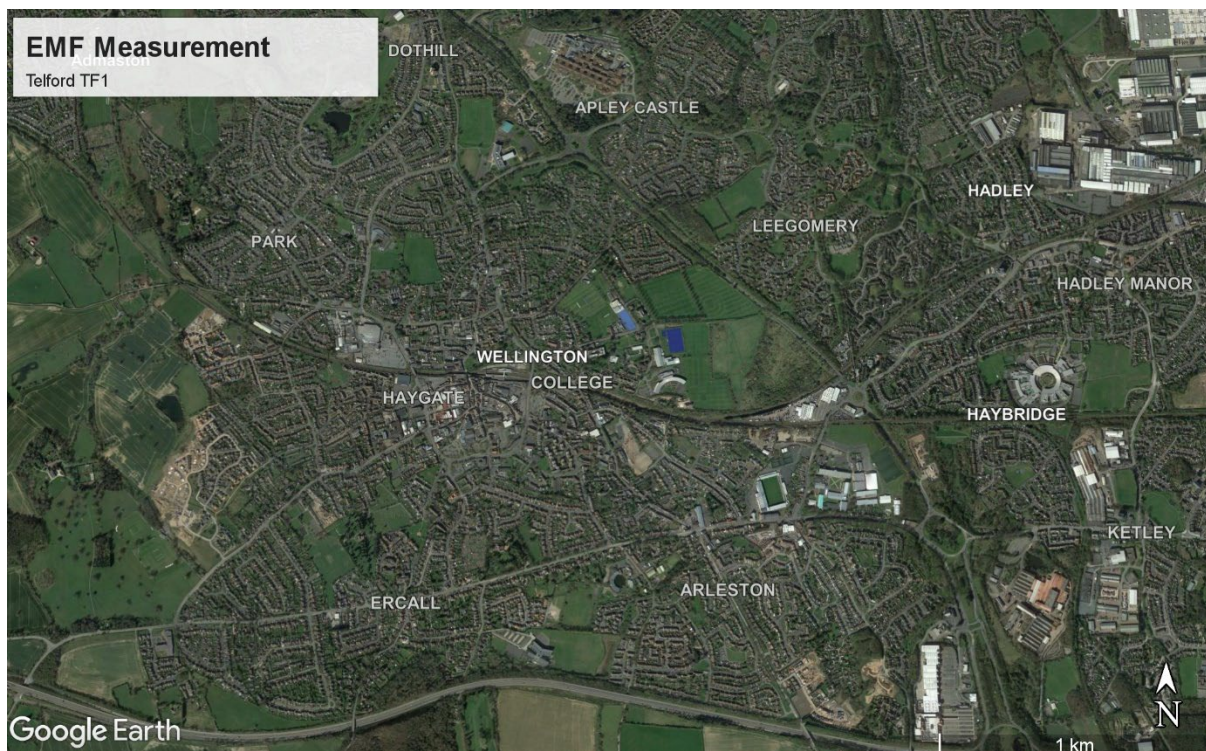 EMF Measurement
Admaston
Telford TF1
DOTHILL
APLEY CASTLE
HADLEY
LEEGOMERY
PARK
HADLEY MANOR
WELLINGTON
COLLEGE
HAYGATE
HAYBRIDGE
KETLEY
ARLESTON
ERCALL
N
Google Earth
1 km